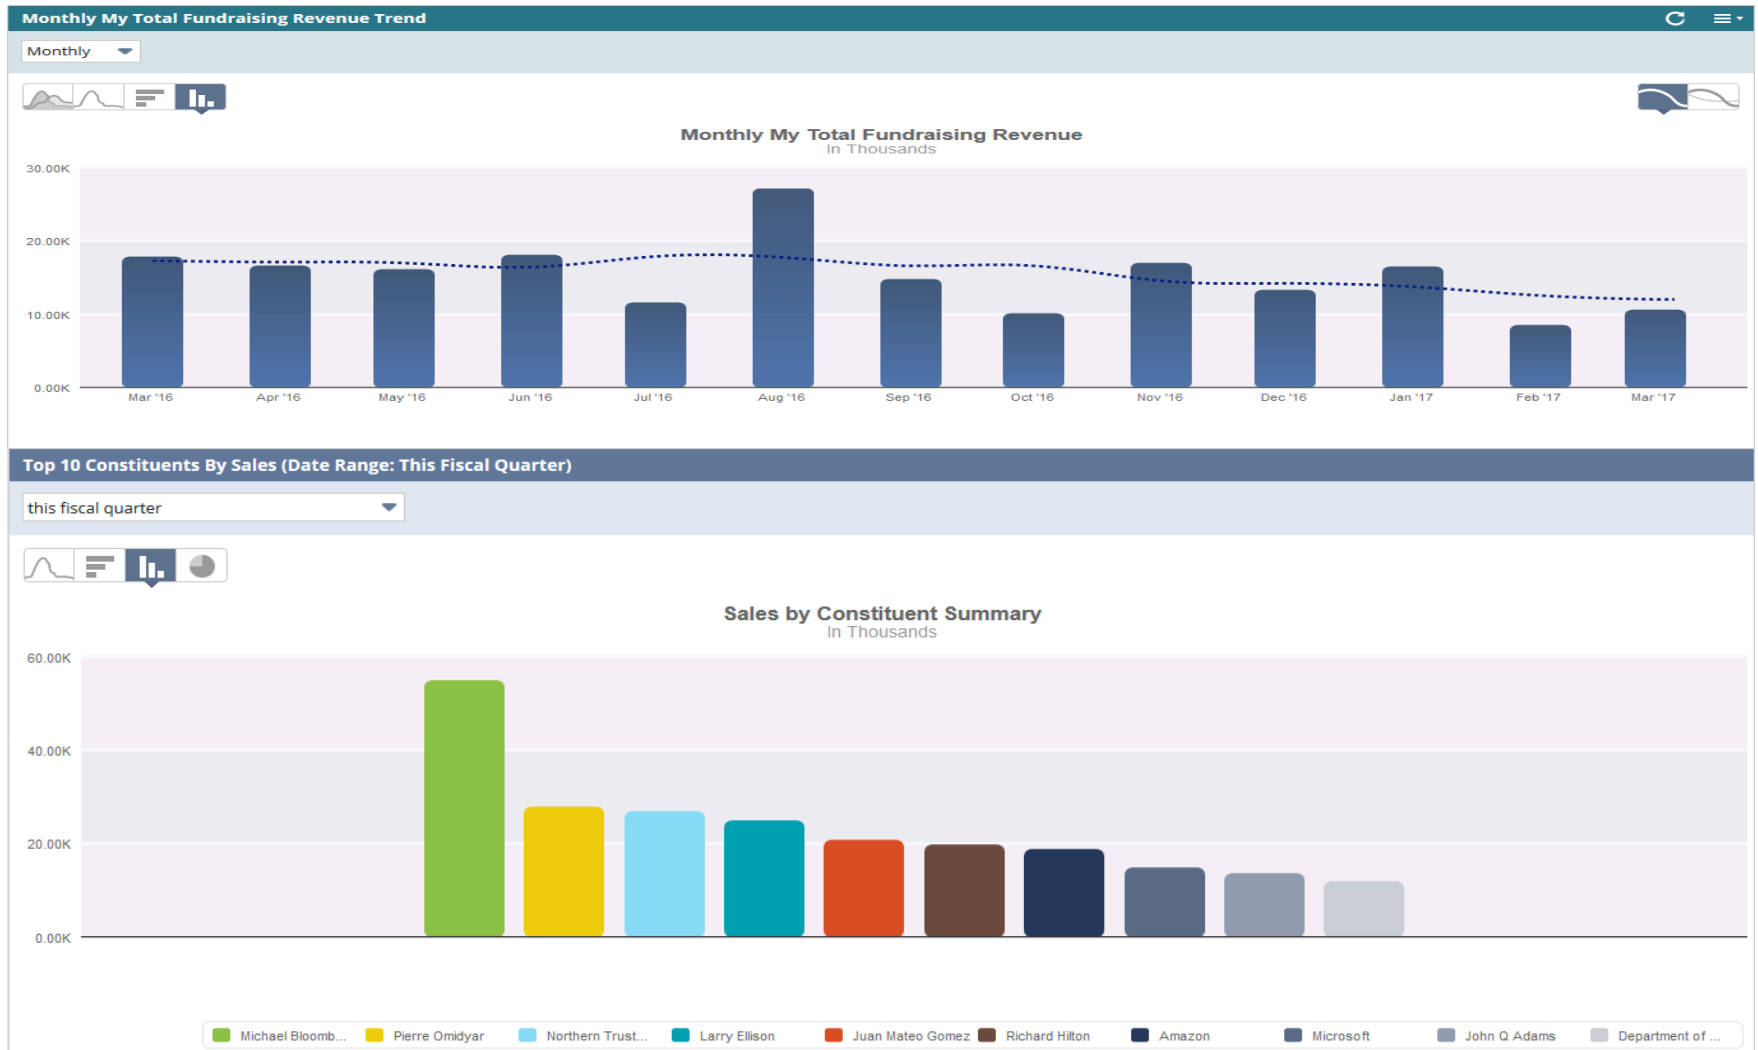 Monthly My Total Fundraising Revenue Trend
Monthly
Monthly My Total Fundraising Revenue
In Thousands
30.00K
20.00K
10.00K
0.00K
Mar '16 Apr '16 May '16 Jun '16 Jul '16 Aug '16 Sep '16 Oct '16 Nov '16 Dec '16 Jan '17 Feb '17 Mar '17
Top 10 Constituents By Sales (Date Range: This Fiscal Quarter)
this fiscal quarter
Sales by Constituent Summary
In Thousands
60.00K
40.00K
20.00K
0.00K
Michael Bloomb... Pierre Omidyar Northern Trust... Larry Ellison Juan Mateo Gomez Richard Hilton Amazon Microsoft John Q Adams Department of ...